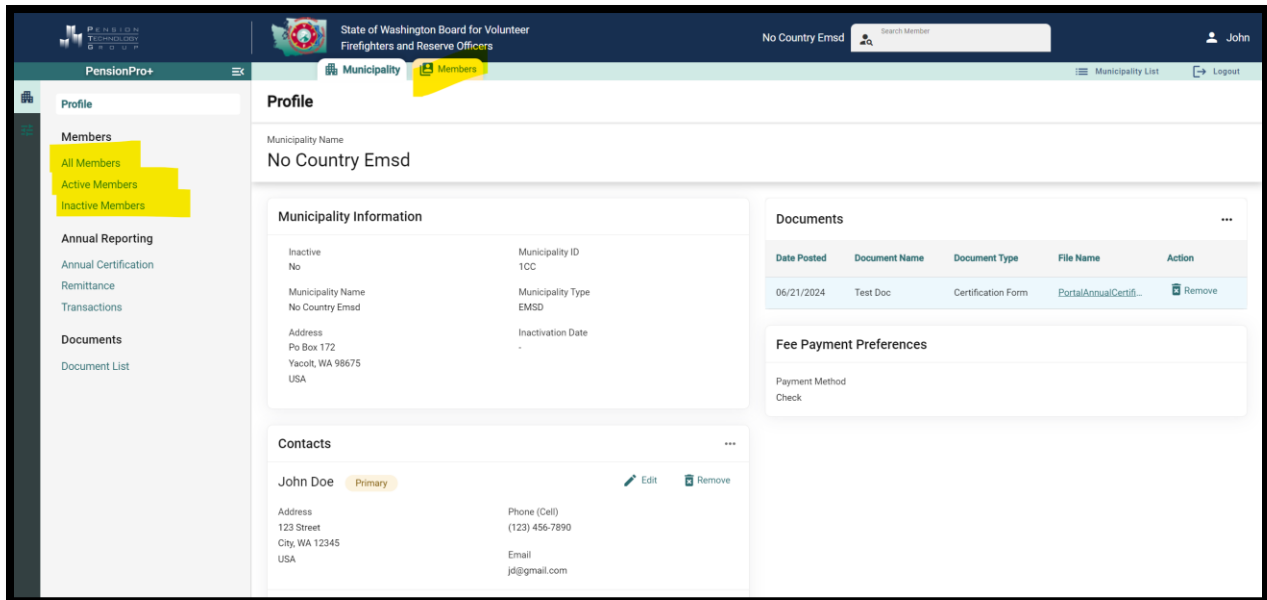 PENSION
TECHNOLOGY
GROUP
State of Washington Board for Volunteer
Firefighters and Reserve Officers
No Country Emsd
Search Member
John
PensionPro+
Municipality
Members
Municipality List
Logout
Profile
Members
All Members
Active Members
Inactive Members
Annual Reporting
Annual Certification
Remittance
Transactions
Documents
Document List
Profile
Municipality Name
No Country Emsd
Municipality Information
Inactive
No
Municipality ID
1CC
Municipality Name
No Country Emsd
Municipality Type
EMSD
Address
Po Box 172
Yacolt, WA 98675
USA
Inactivation Date
-
Contacts
John Doe Primary
Edit
Remove
Address
123 Street
City, WA 12345
USA
Phone (Cell)
(123) 456-7890
Email
jd@gmail.com
Documents
Date Posted Document Name Document Type File Name Action
06/21/2024 Test Doc Certification Form PortalAnnualCertifi... Remove
Fee Payment Preferences
Payment Method
Check